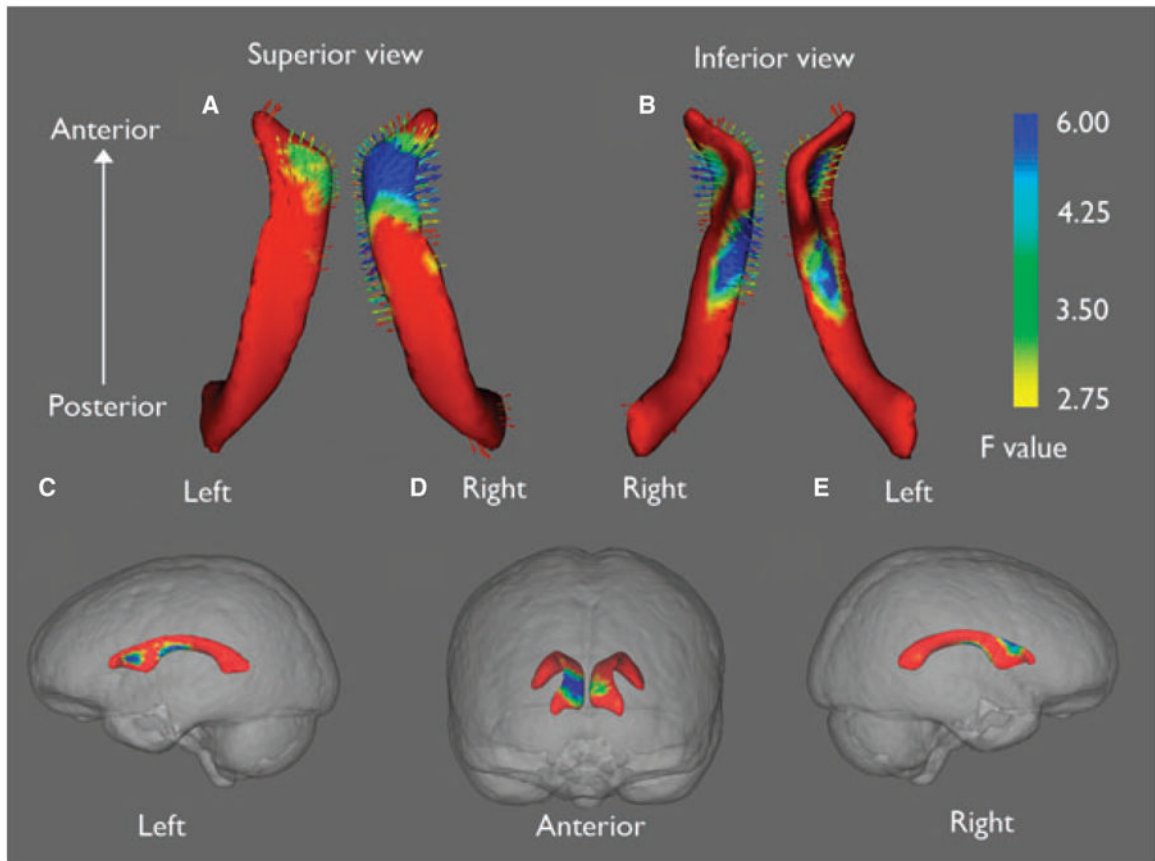 Superior view
Inferior view
A
B
Anterior
Posterior
6.00
4.25
3.50
2.75
F value
C
Left
D
Right
Right
E
Left
Left
Anterior
Right